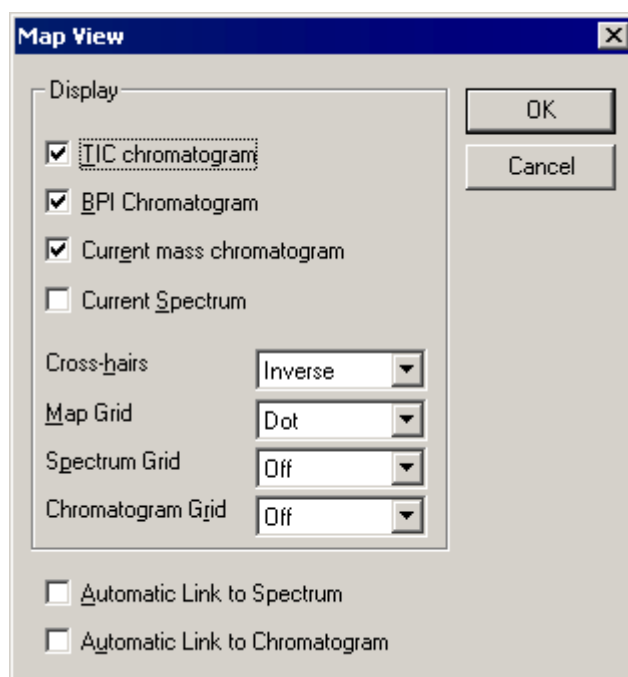 Map View
Display
TIC chromatogram
BPI Chromatogram
Current mass chromatogram
Current Spectrum
Cross-hairs Inverse
Map Grid Dot
Spectrum Grid Off
Chromatogram Grid Off
OK
Cancel
Automatic Link to Spectrum
Automatic Link to Chromatogram